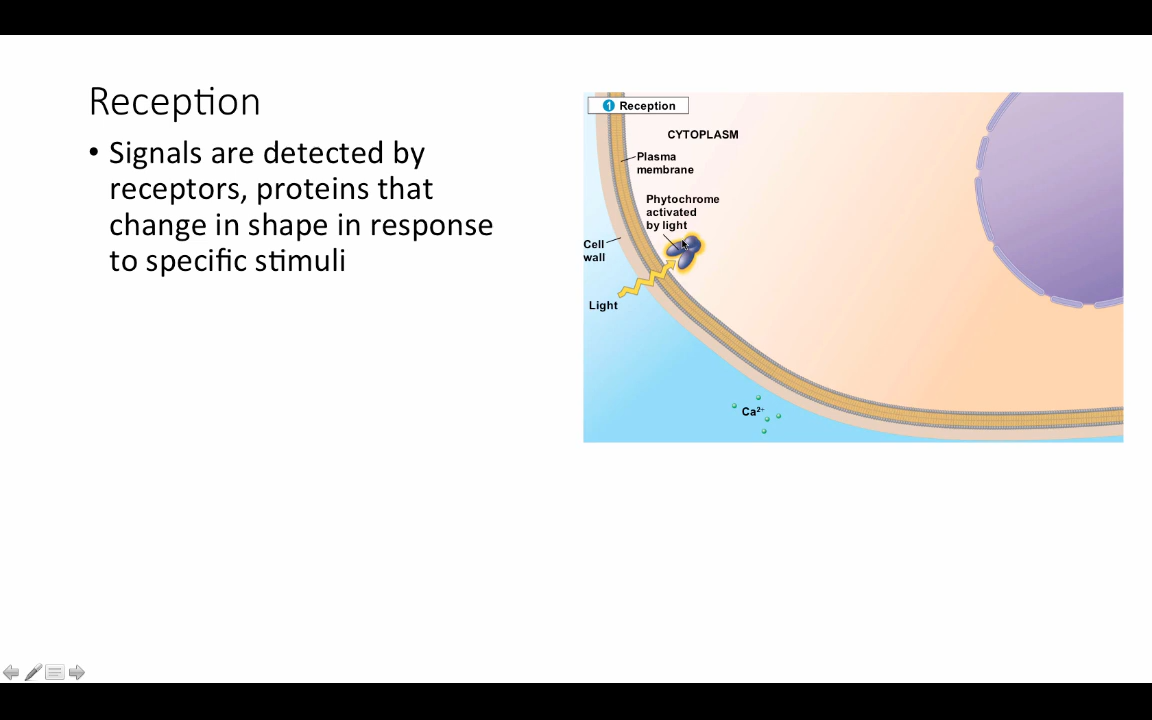 Reception
• Signals are detected by
receptors, proteins that
change in shape in response
to specific stimuli
1 Reception
CYTOPLASM
Plasma
membrane
Phytochrome
activated
by light
Cell
wall
Light
Ca²⁺